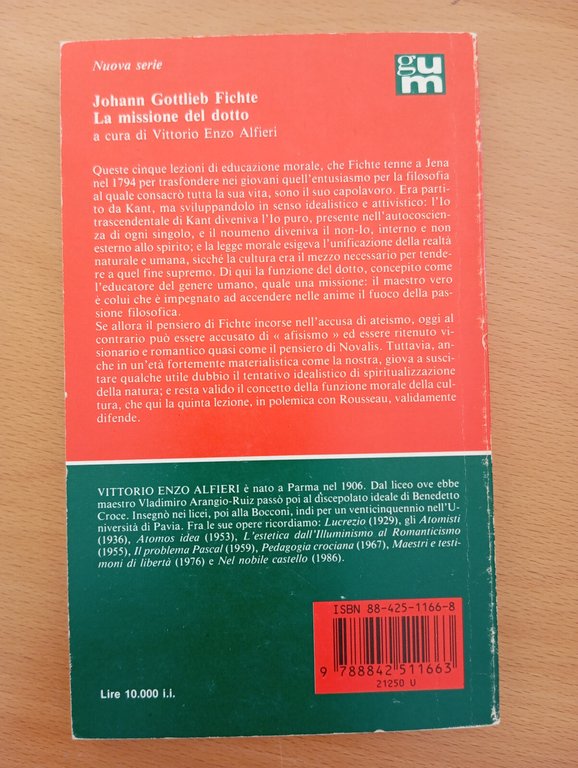 Nuova serie
gum
Johann Gottlieb Fichte
La missione del dotto
a cura di Vittorio Enzo Alfieri
Queste cinque lezioni di educazione morale, che Fichte tenne a Jena
nel 1794 per trasfondere nei giovani quell'entusiasmo per la filosofia
al quale consacrò tutta la sua vita, sono il suo capolavoro. Era parti-
to da Kant, ma sviluppandolo in senso idealistico e attivistico: l'Io
trascendentale di Kant diveniva l'Io puro, presente nell'autocoscien-
za di ogni singolo, e il noumeno diveniva il non-Io, interno e non
esterno allo spirito; e la legge morale esigeva l'unificazione della realtà
naturale e umana, sicché la cultura era il mezzo necessario per tende-
re a quel fine supremo. Di qui la funzione del dotto, concepito come
l'educatore del genere umano, quale una missione: il maestro vero
è colui che è impegnato ad accendere nelle anime il fuoco della pas-
sione filosofica.
Se allora il pensiero di Fichte incorse nell'accusa di ateismo, oggi al
contrario può essere accusato di « afisismo » ed essere ritenuto vi-
sionario e romantico quasi come il pensiero di Novalis. Tuttavia, an-
che in un'età fortemente materialistica come la nostra, giova a susci-
tare qualche utile dubbio il tentativo idealistico di spiritualizzazione
della natura; e resta valido il concetto della funzione morale della cul-
tura, che qui la quinta lezione, in polemica con Rousseau, validamente
difende.
VITTORIO ENZO ALFIERI è nato a Parma nel 1906. Dal liceo ove ebbe
maestro Vladimiro Arangio-Ruiz passò poi al discepolato ideale di Benedetto
Croce. Insegnò nei licei, poi alla Bocconi, indi per un venticinquennio nell'U-
niversità di Pavia. Fra le sue opere ricordiamo: Lucrezio (1929), gli Atomisti
(1936), Atomos idea (1953), L'estetica dall'Illuminismo al Romanticismo
(1955), Il problema Pascal (1959), Pedagogia crociana (1967), Maestri e testi-
moni di libertà (1976) e Nel nobile castello (1986).
ISBN 88-425-1166-8
9 788842 511663
21250 U
Lire 10.000 i.i.